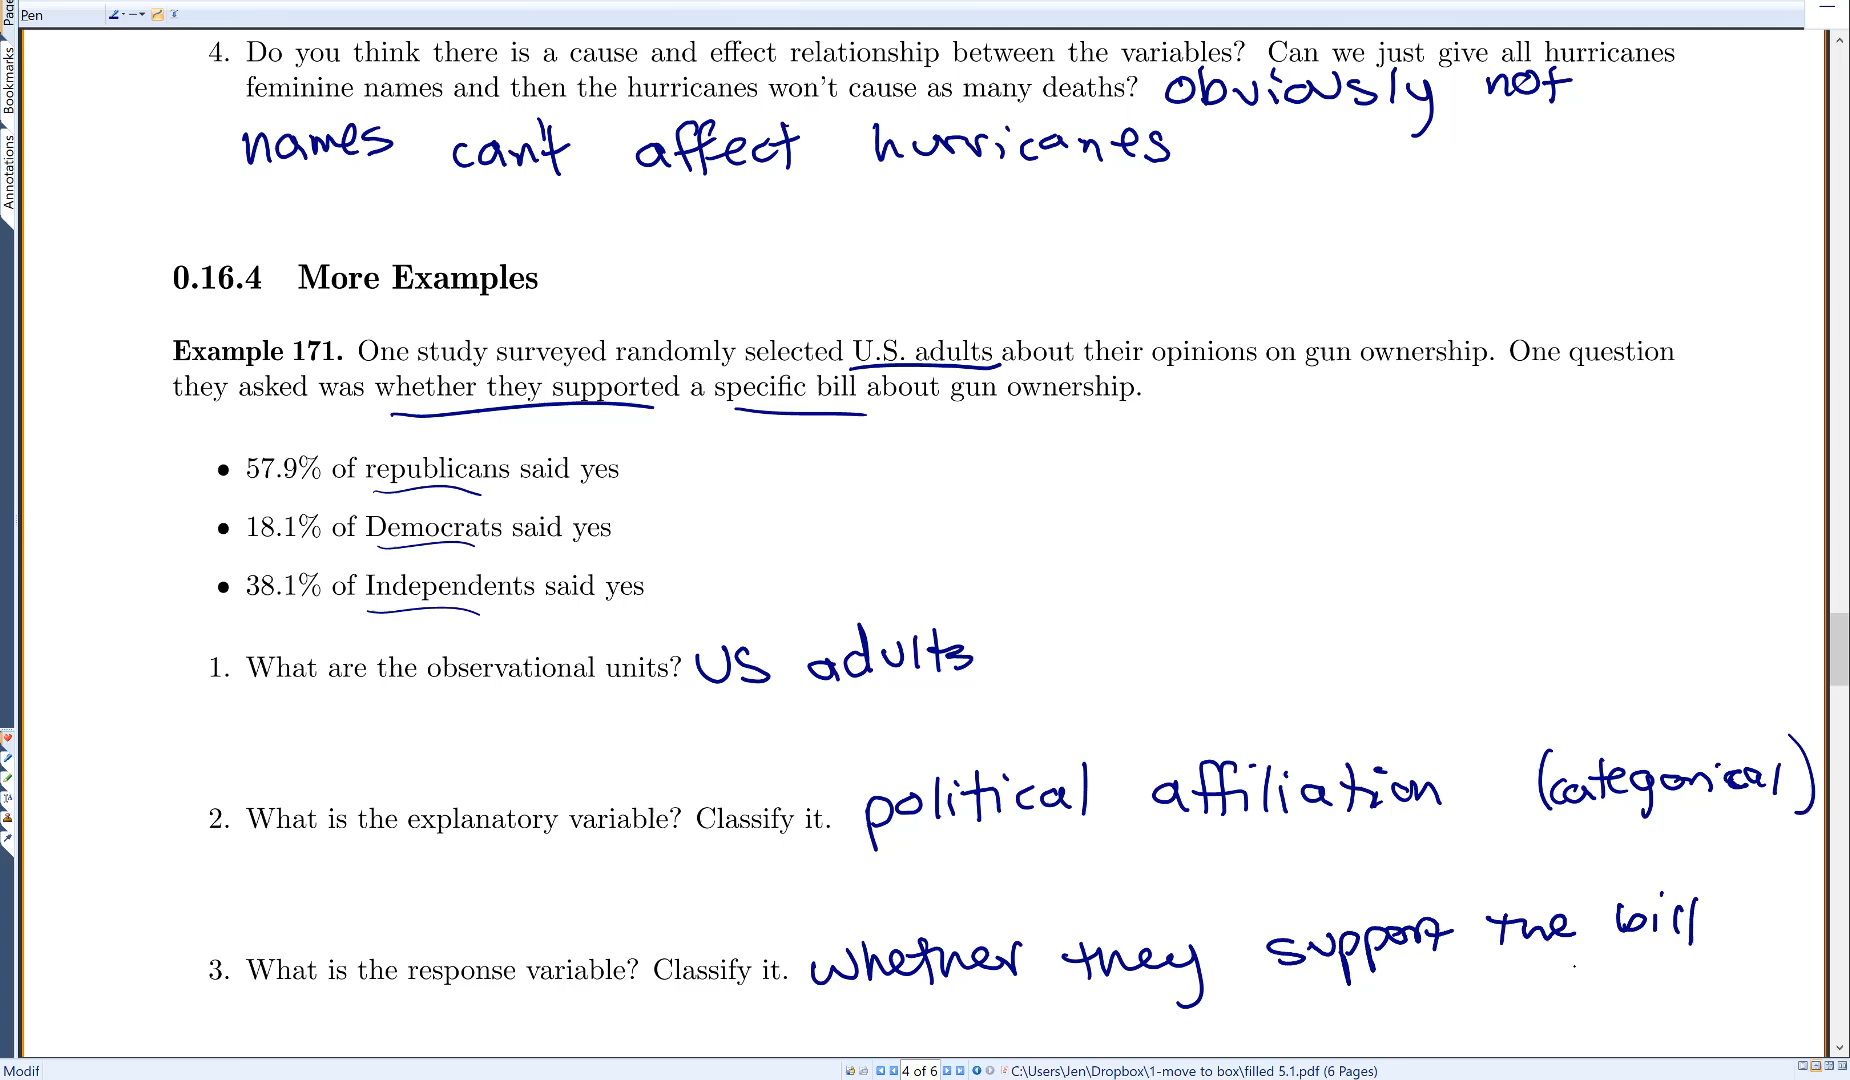 Pen
Page
Bookmarks
Annotations
4. Do you think there is a cause and effect relationship between the variables? Can we just give all hurricanes
feminine names and then the hurricanes won't cause as many deaths? obviously not
names can't affect hurricanes
0.16.4 More Examples
Example 171. One study surveyed randomly selected U.S. adults about their opinions on gun ownership. One question
they asked was whether they supported a specific bill about gun ownership.
• 57.9% of republicans said yes
• 18.1% of Democrats said yes
• 38.1% of Independents said yes
1. What are the observational units? US adults
2. What is the explanatory variable? Classify it. political affiliation (categorical)
3. What is the response variable? Classify it. whether they support the bill
Modif
4 of 6
C:\Users\Jen\Dropbox\1-move to box\filled 5.1.pdf (6 Pages)